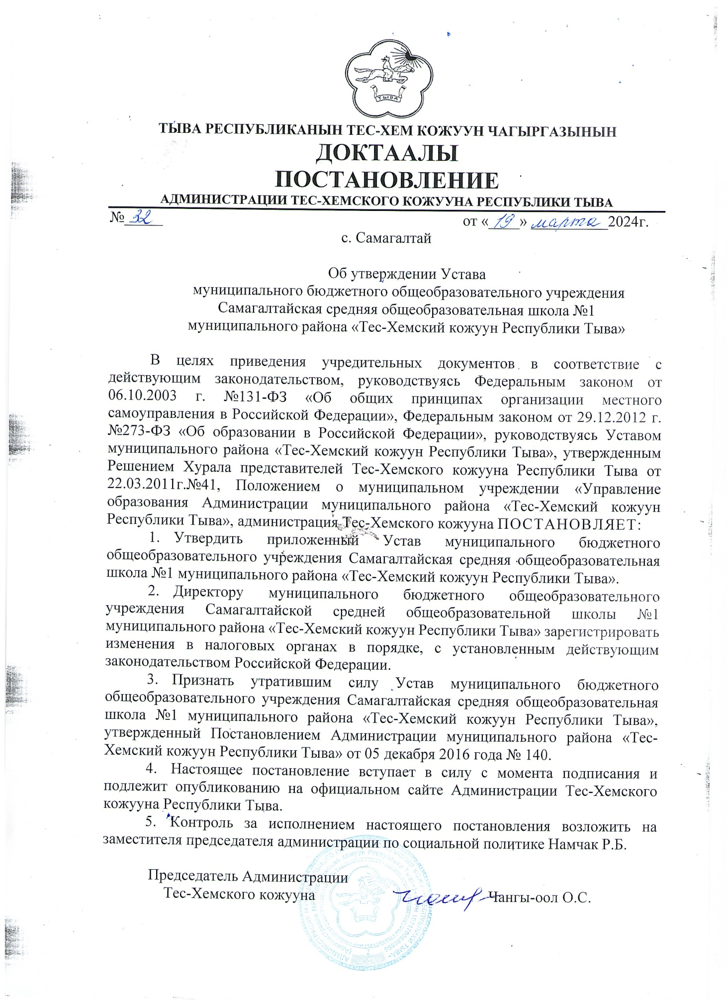 ТЫВА
ТЫВА РЕСПУБЛИКАНЫН ТЕС-ХЕМ КОЖУУН ЧАГЫРГАЗЫНЫН
ДОКТААЛЫ
ПОСТАНОВЛЕНИЕ
АДМИНИСТРАЦИИ ТЕС-ХЕМСКОГО КОЖУУНА РЕСПУБЛИКИ ТЫВА
№ 32 от «19» марта 2024г.
с. Самагалтай
Об утверждении Устава
муниципального бюджетного общеобразовательного учреждения
Самагалтайская средняя общеобразовательная школа №1
муниципального района «Тес-Хемский кожуун Республики Тыва»
В целях приведения учредительных документов в соответствие с
действующим законодательством, руководствуясь Федеральным законом от
06.10.2003 г. №131-ФЗ «Об общих принципах организации местного
самоуправления в Российской Федерации», Федеральным законом от 29.12.2012 г.
№273-ФЗ «Об образовании в Российской Федерации», руководствуясь Уставом
муниципального района «Тес-Хемский кожуун Республики Тыва», утвержденным
Решением Хурала представителей Тес-Хемского кожууна Республики Тыва от
22.03.2011г.№41, Положением о муниципальном учреждении «Управление
образования Администрации муниципального района «Тес-Хемский кожуун
Республики Тыва», администрация Тес-Хемского кожууна ПОСТАНОВЛЯЕТ:
1. Утвердить приложенный Устав муниципального бюджетного
общеобразовательного учреждения Самагалтайская средняя общеобразовательная
школа №1 муниципального района «Тес-Хемский кожуун Республики Тыва».
2. Директору муниципального бюджетного общеобразовательного
учреждения Самагалтайской средней общеобразовательной школы №1
муниципального района «Тес-Хемский кожуун Республики Тыва» зарегистрировать
изменения в налоговых органах в порядке, с установленным действующим
законодательством Российской Федерации.
3. Признать утратившим силу Устав муниципального бюджетного
общеобразовательного учреждения Самагалтайская средняя общеобразовательная
школа №1 муниципального района «Тес-Хемский кожуун Республики Тыва»,
утвержденный Постановлением Администрации муниципального района «Тес-
Хемский кожуун Республики Тыва» от 05 декабря 2016 года № 140.
4. Настоящее постановление вступает в силу с момента подписания и
подлежит опубликованию на официальном сайте Администрации Тес-Хемского
кожууна Республики Тыва.
5. Контроль за исполнением настоящего постановления возложить на
заместителя председателя администрации по социальной политике Намчак Р.Б.
Председатель Администрации
Тес-Хемского кожууна Чангы-оол О.С.